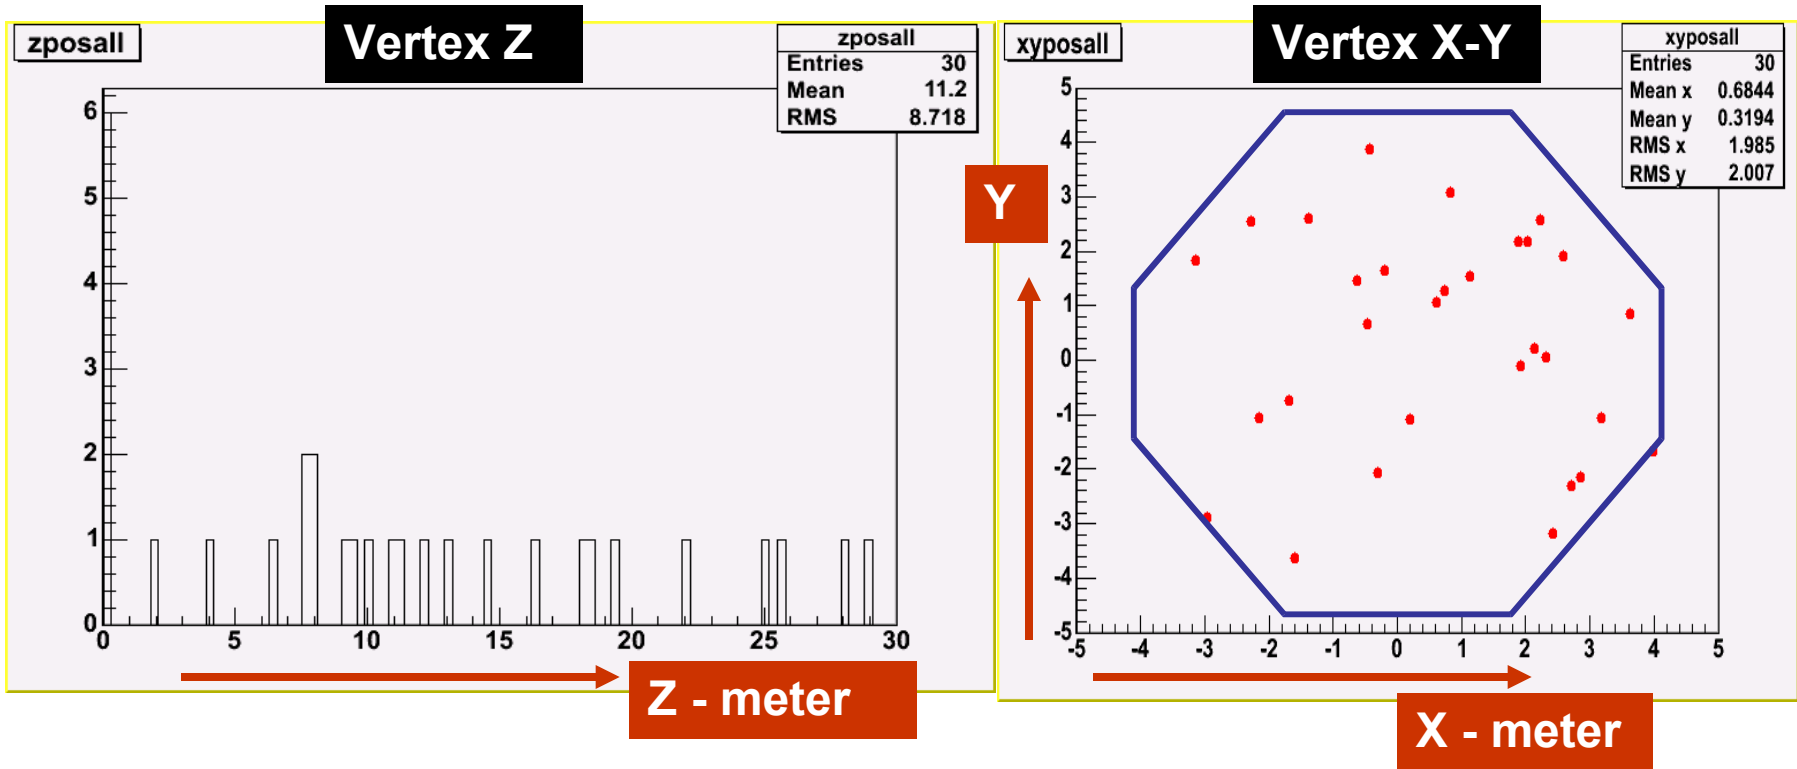 zposall
Vertex Z
zposall
Entries 30
Mean 11.2
RMS 8.718
6
5
4
3
2
1
0
0 5 10 15 20 25 30
Z - meter
xyposall
Vertex X-Y
xyposall
Entries 30
Mean x 0.6844
Mean y 0.3194
RMS x 1.985
RMS y 2.007
Y
5
4
3
2
1
0
-1
-2
-3
-4
-5
-5 -4 -3 -2 -1 0 1 2 3 4 5
X - meter